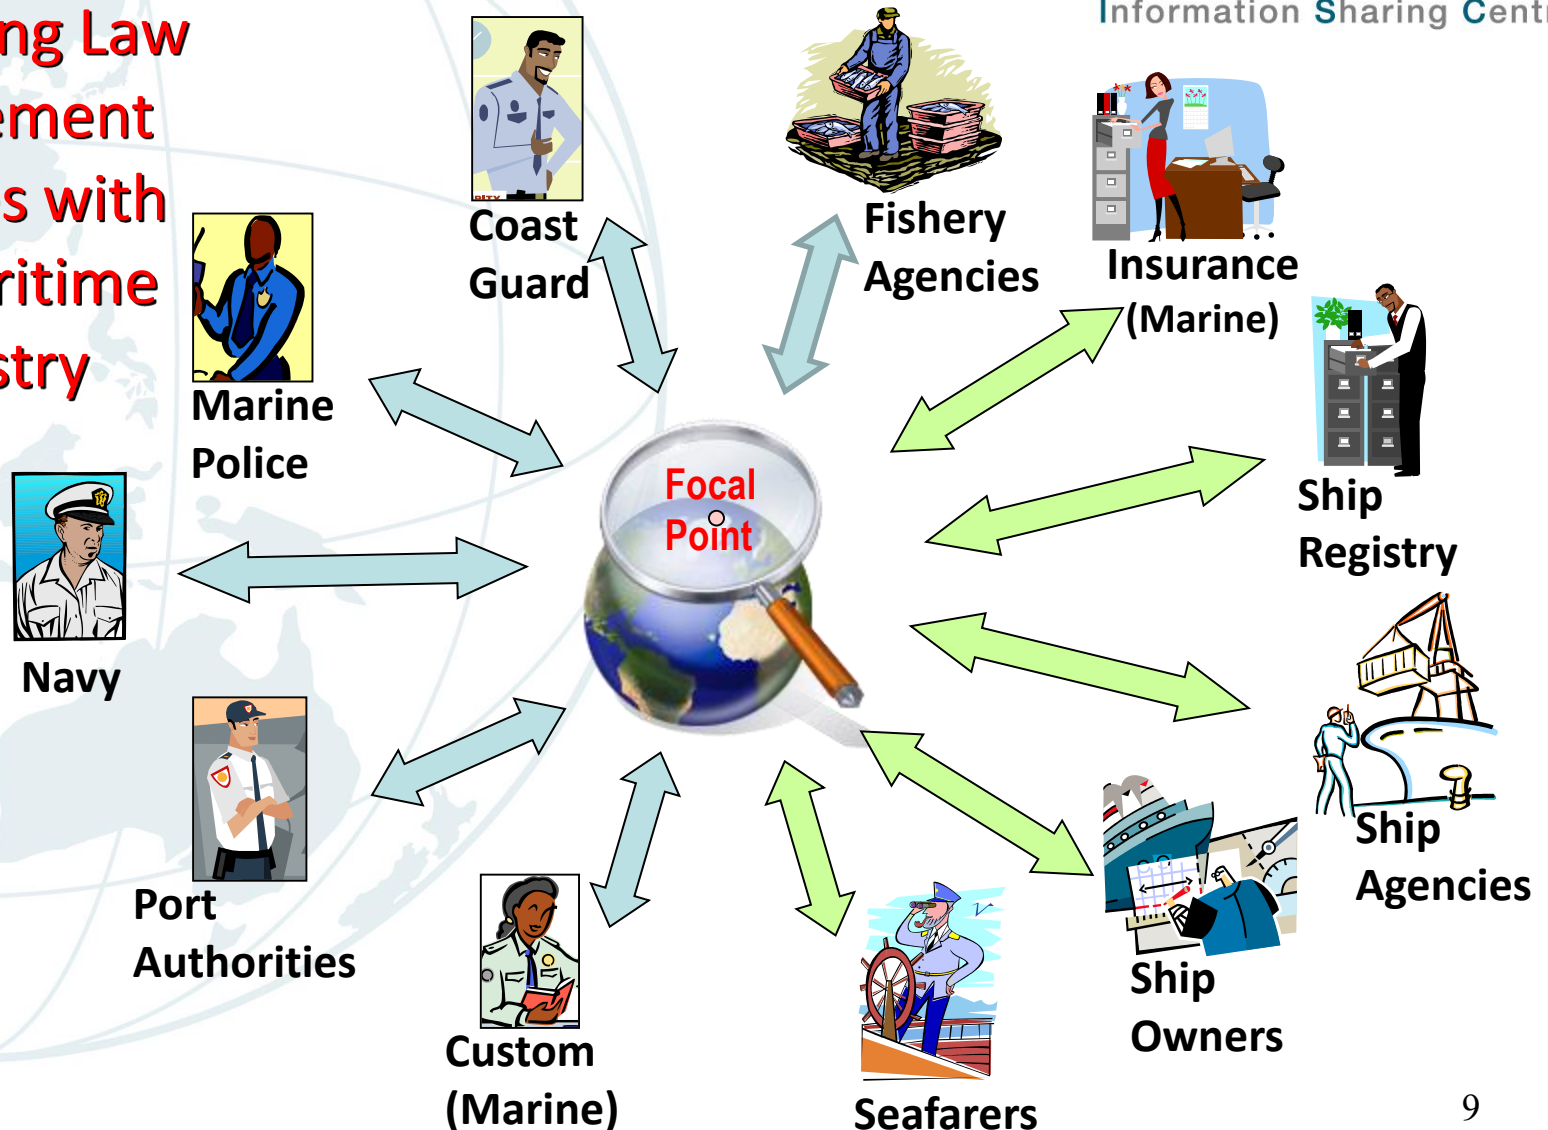 Information Sharing Centr
ng Law
ement
s with
ritime
stry
Coast
Guard
Fishery
Agencies
Insurance
(Marine)
Marine
Police
Focal
Point
Ship
Registry
Navy
Ship
Agencies
Port
Authorities
Ship
Owners
Custom
(Marine)
Seafarers
9